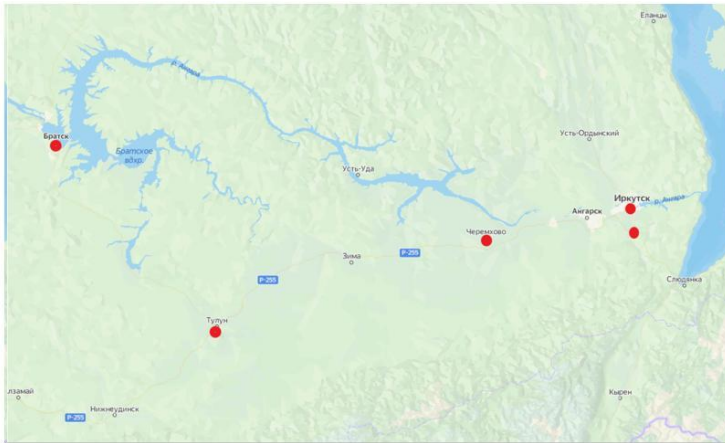 Еланцы
р. Ангара
Братск
Братское
вдхр.
Усть-Ордынский
Усть-Уда
Иркутск
р. Ангара
Ангарск
Черемхово
Зима
Р-255
Р-255
Слюдянка
Тулун
лзамай
Кырен
Нижнеудинск
Р-255